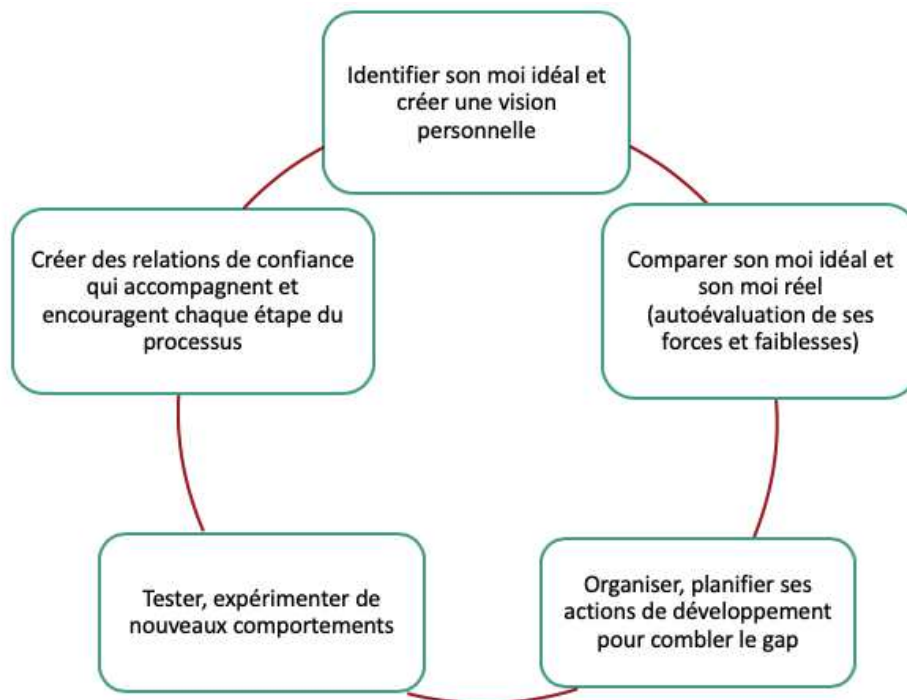 Identifier son moi idéal et
créer une vision
personnelle
Comparer son moi idéal et
son moi réel
(autoévaluation de ses
forces et faiblesses)
Organiser, planifier ses
actions de développement
pour combler le gap
Tester, expérimenter de
nouveaux comportements
Créer des relations de confiance
qui accompagnent et
encouragent chaque étape du
processus